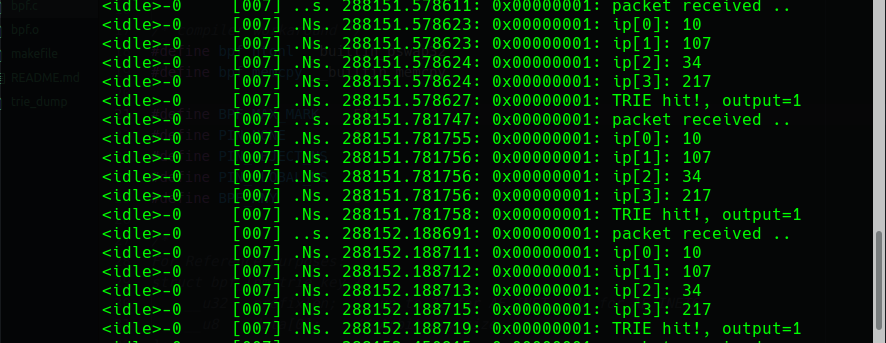 <idle>-0     [007] ..s. 288151.578611: 0x00000001: packet received ..
<idle>-0     [007] .Ns. 288151.578623: 0x00000001: ip[0]: 10
<idle>-0     [007] .Ns. 288151.578623: 0x00000001: ip[1]: 107
<idle>-0     [007] .Ns. 288151.578624: 0x00000001: ip[2]: 34
<idle>-0     [007] .Ns. 288151.578624: 0x00000001: ip[3]: 217
<idle>-0     [007] .Ns. 288151.578627: 0x00000001: TRIE hit!, output=1
<idle>-0     [007] ..s. 288151.781747: 0x00000001: packet received ..
<idle>-0     [007] .Ns. 288151.781755: 0x00000001: ip[0]: 10
<idle>-0     [007] .Ns. 288151.781756: 0x00000001: ip[1]: 107
<idle>-0     [007] .Ns. 288151.781756: 0x00000001: ip[2]: 34
<idle>-0     [007] .Ns. 288151.781756: 0x00000001: ip[3]: 217
<idle>-0     [007] .Ns. 288151.781758: 0x00000001: TRIE hit!, output=1
<idle>-0     [007] ..s. 288152.188691: 0x00000001: packet received ..
<idle>-0     [007] .Ns. 288152.188711: 0x00000001: ip[0]: 10
<idle>-0     [007] .Ns. 288152.188712: 0x00000001: ip[1]: 107
<idle>-0     [007] .Ns. 288152.188713: 0x00000001: ip[2]: 34
<idle>-0     [007] .Ns. 288152.188715: 0x00000001: ip[3]: 217
<idle>-0     [007] .Ns. 288152.188719: 0x00000001: TRIE hit!, output=1
bpf.c
bpf.o
makefile
README.md
trie_dump